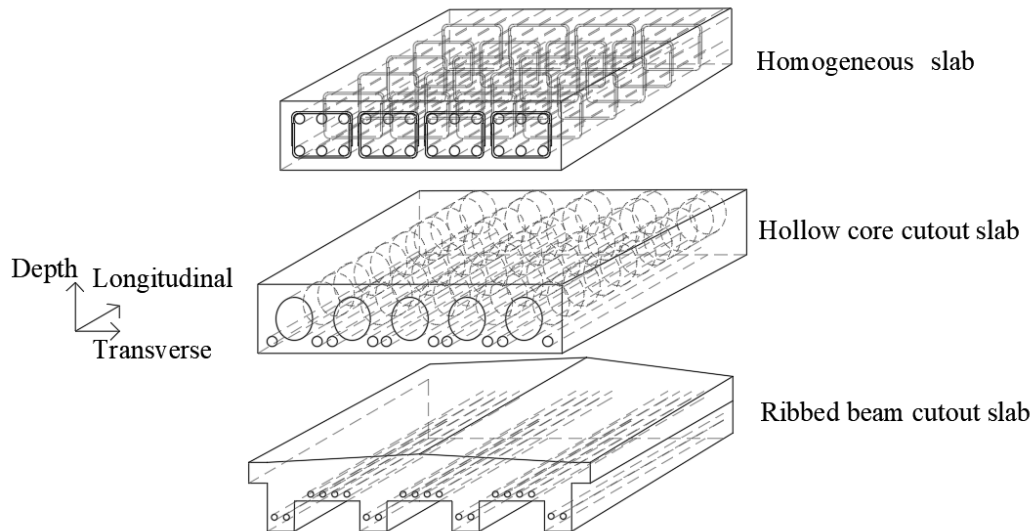 Homogeneous slab
Hollow core cutout slab
Depth
Longitudinal
Transverse
Ribbed beam cutout slab